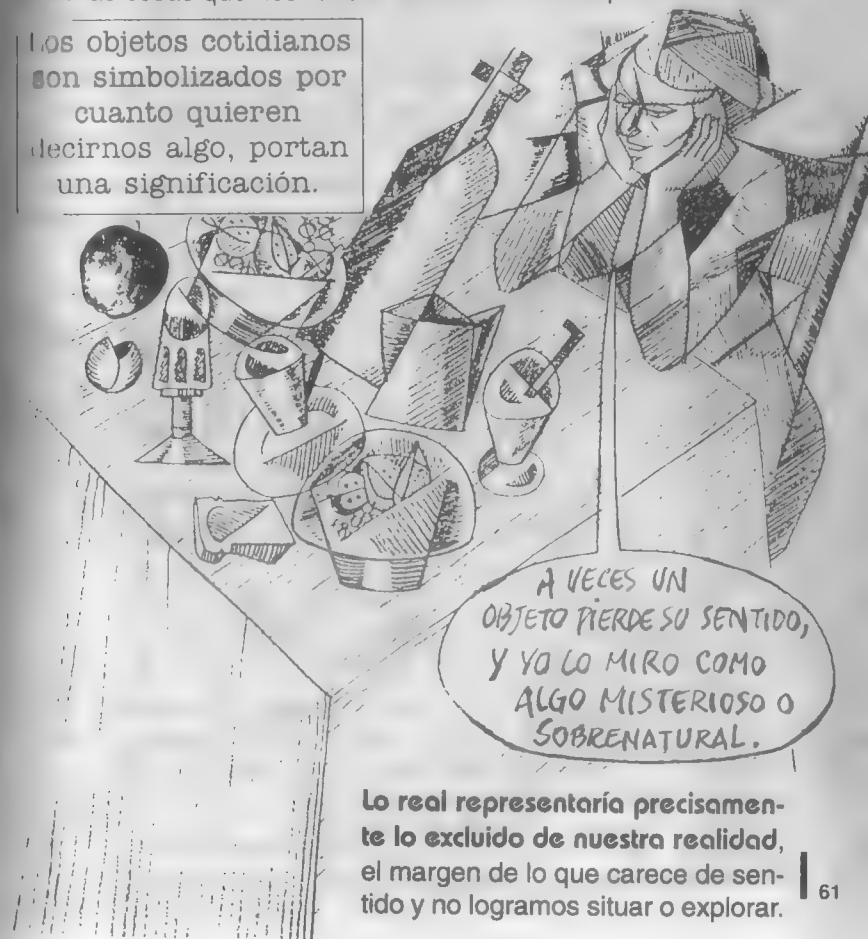 Los objetos cotidianos
son simbolizados por
cuanto quieren
decirnos algo, portan
una significación.
A VECES UN
OBJETO PIERDE SU SENTIDO,
Y YO LO MIRO COMO
ALGO MISTERIOSO O
SOBRENATURAL.
Lo real representaría precisamen-
te lo excluido de nuestra realidad,
el margen de lo que carece de sen-
tido y no logramos situar o explorar.
61